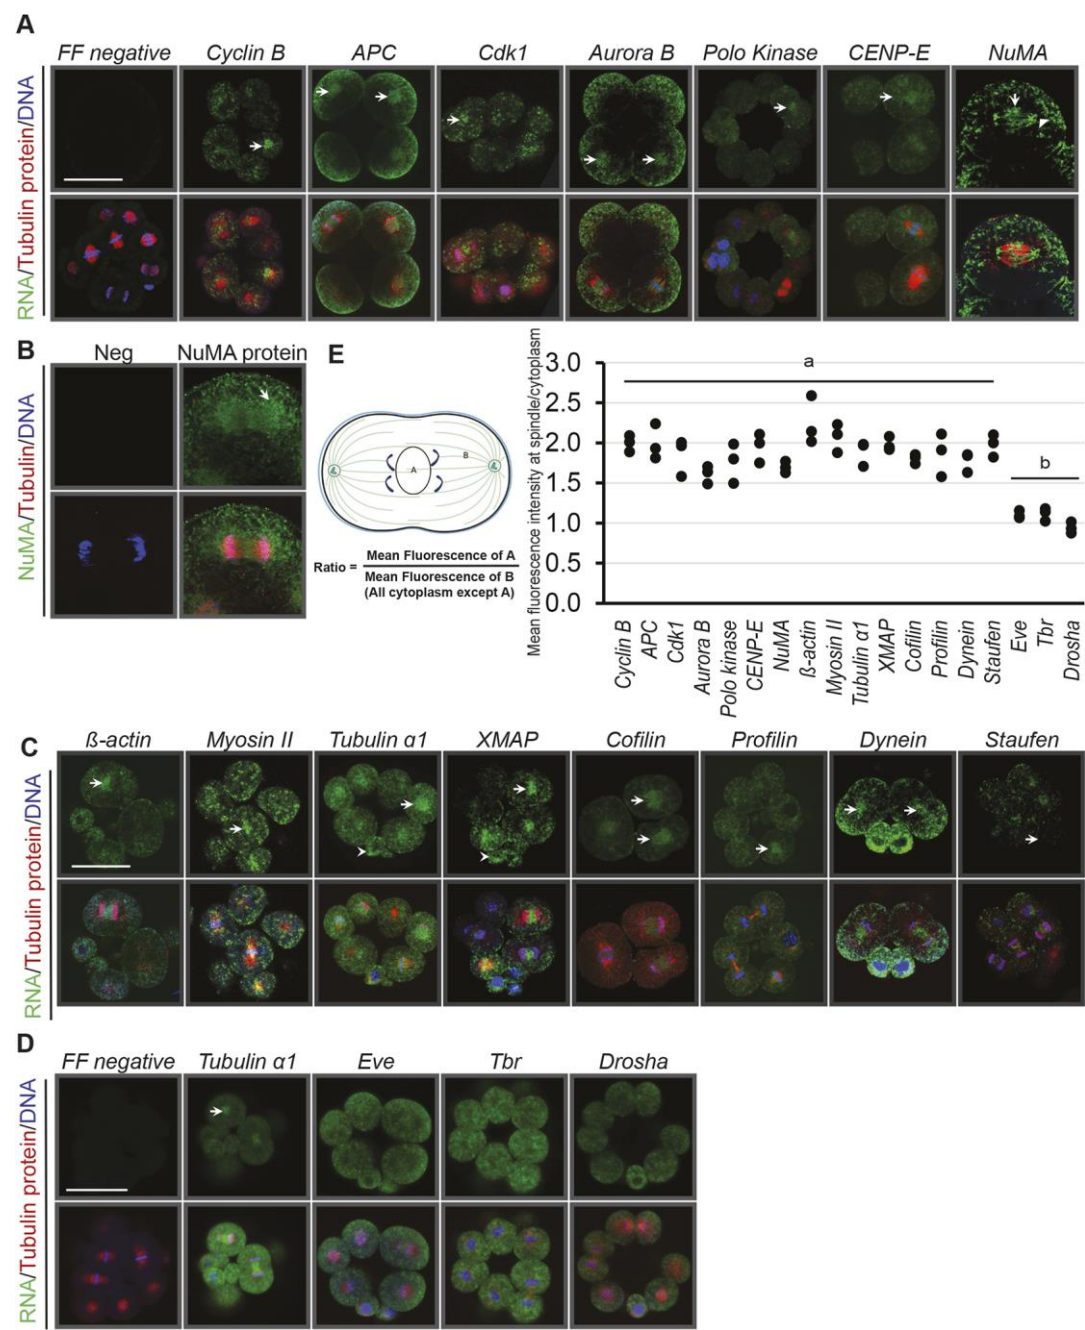 A
FF negative Cyclin B APC Cdk1 Aurora B Polo Kinase CENP-E NuMA
RNA/Tubulin protein/DNA
B
Neg NuMA protein
NuMA/Tubulin/DNA
E
A
B
Ratio =
Mean Fluorescence of A
Mean Fluorescence of B
(All cytoplasm except A)
Mean fluorescence intensity at spindle/cytoplasm
3.0
2.5
2.0
1.5
1.0
0.5
0.0
a
b
Cyclin B
APC
Cdk1
Aurora B
Polo kinase
CENP-E
NuMA
ß-actin
Myosin II
Tubulin α1
XMAP
Cofilin
Profilin
Dynein
Staufen
Eve
Tbr
Drosha
C
ß-actin Myosin II Tubulin α1 XMAP Cofilin Profilin Dynein Staufen
RNA/Tubulin protein/DNA
D
FF negative Tubulin α1 Eve Tbr Drosha
RNA/Tubulin protein/DNA